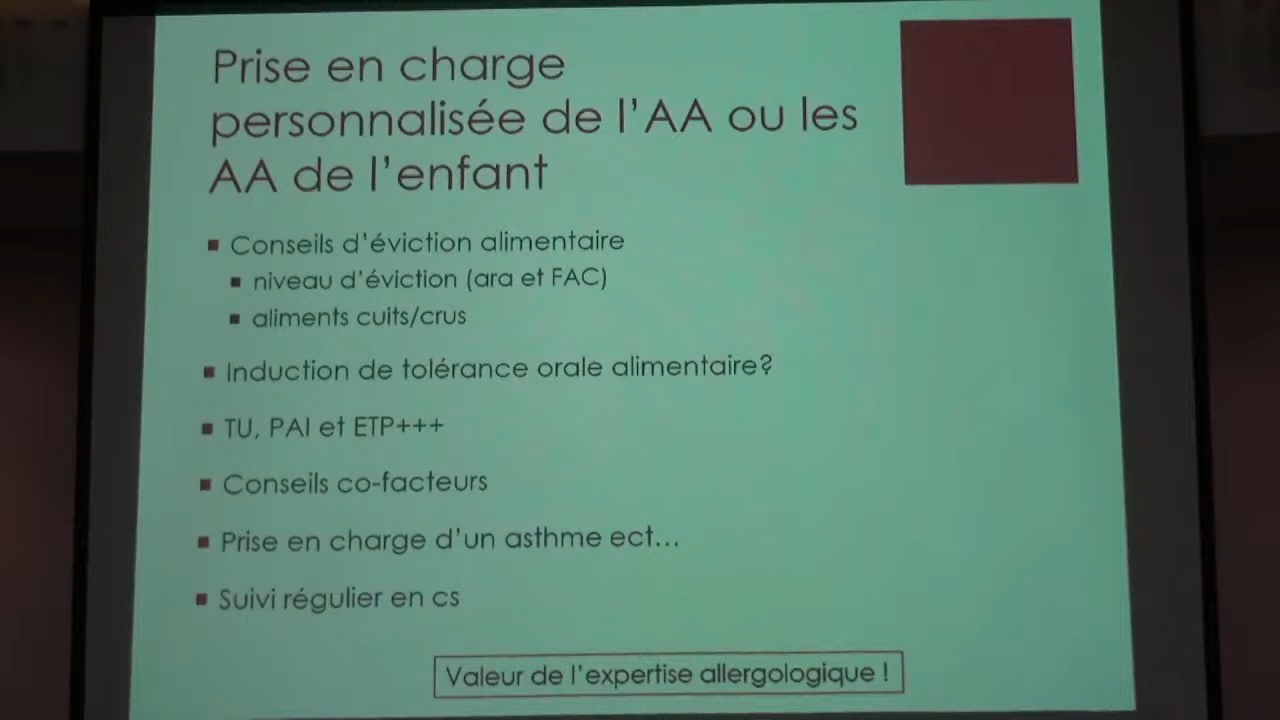 Prise en charge
personnalisée de l'AA ou les
AA de l'enfant
Conseils d'éviction alimentaire
niveau d'éviction (ara et FAC)
aliments cuits/crus
Induction de tolérance orale alimentaire?
TU, PAI et ETP+++
Conseils co-facteurs
Prise en charge d'un asthme ect...
Suivi régulier en cs
Valeur de l'expertise allergologique !